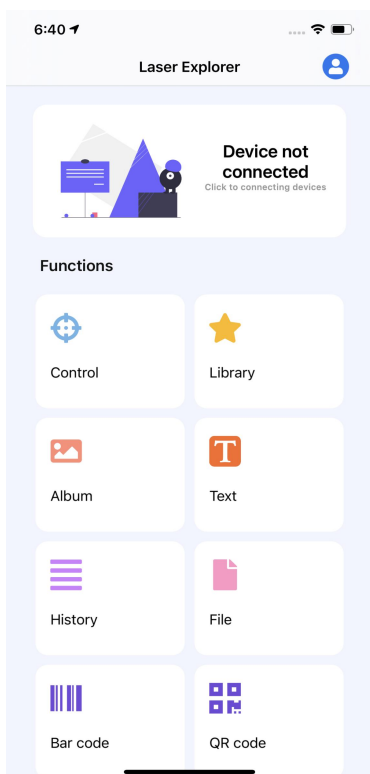 6:40
Laser Explorer
Device not
connected
Click to connecting devices
Functions
Control
Library
Album
T
Text
History
File
Bar code
QR code